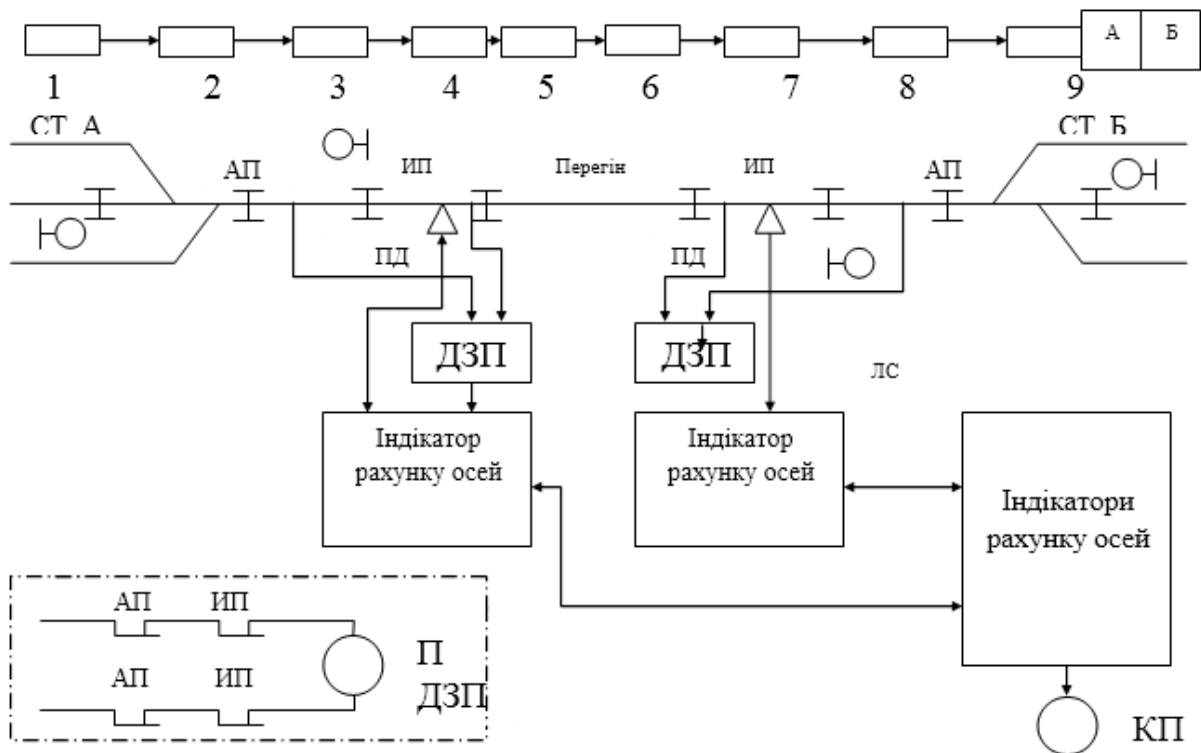 А Б
1 2 3 4 5 6 7 8 9
СТ А СТ Б
АП ИП Перегін ИП АП
ПД ПД
ДЗП ДЗП
ЛС
Індікатор
рахунку осей
Індікатор
рахунку осей
Індікатори
рахунку осей
АП ИП
АП ИП
П
ДЗП
КП